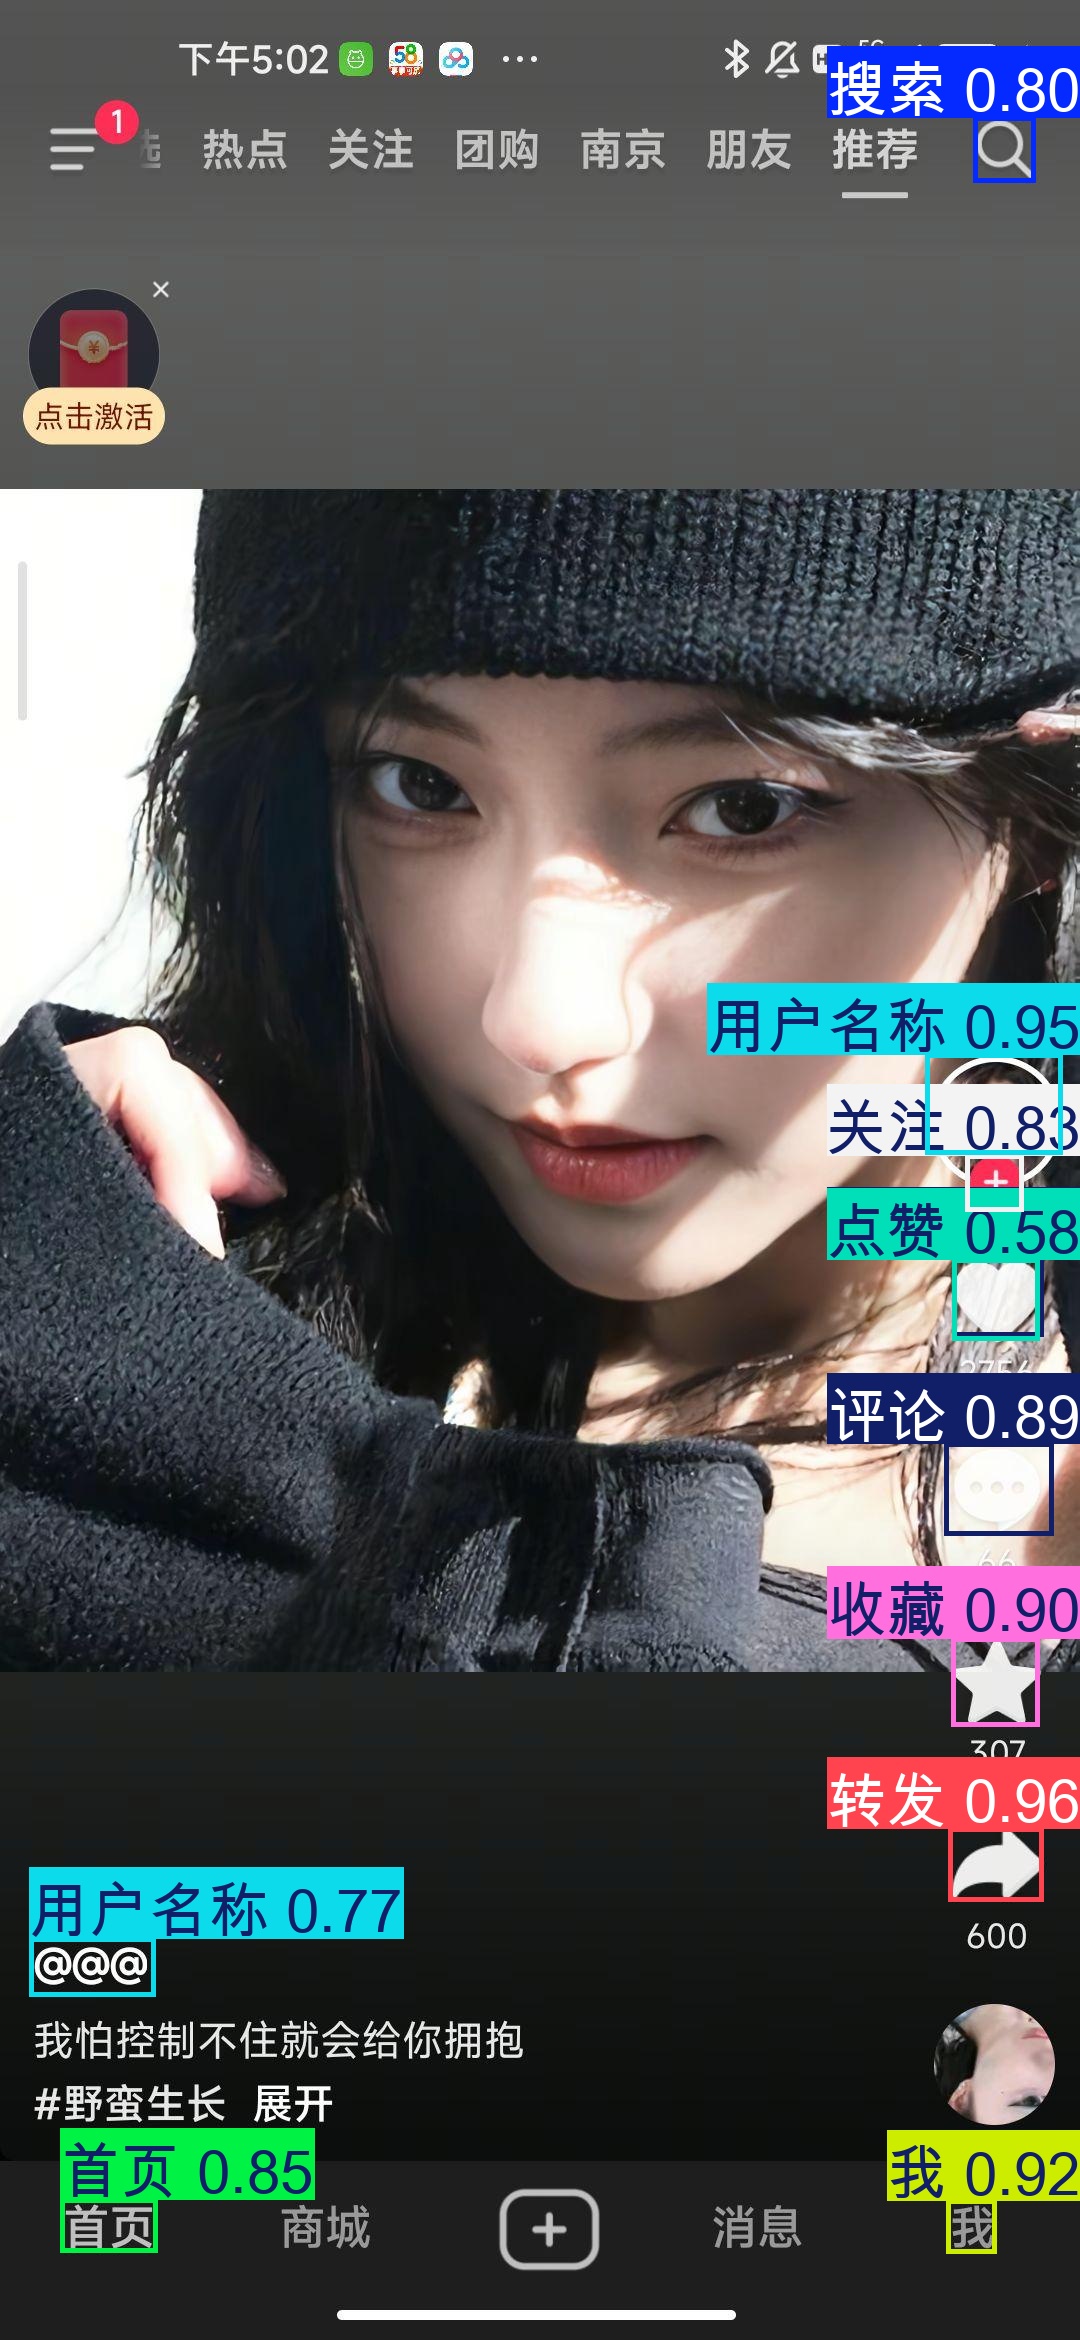 下午5:02
搜索 0.80
1
热点 关注 团购 南京 朋友 推荐
点击激活
用户名称 0.95
关注 0.83
点赞 0.58
评论 0.89
收藏 0.90
307
转发 0.96
600
用户名称 0.77
@@@
我怕控制不住就会给你拥抱
#野蛮生长 展开
首页 0.85
我 0.92
首页 商城 消息 我